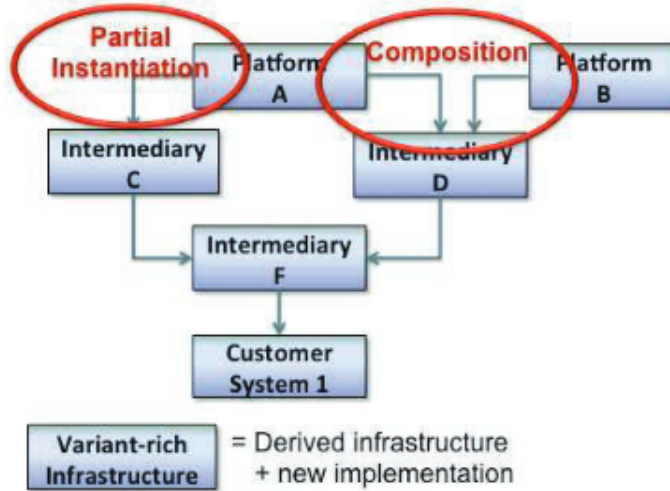 Partial
Instantiation
Platform
A
Composition
Platform
B
Intermediary
C
Intermediary
D
Intermediary
F
Customer
System 1
Variant-rich
Infrastructure
= Derived infrastructure
+ new implementation